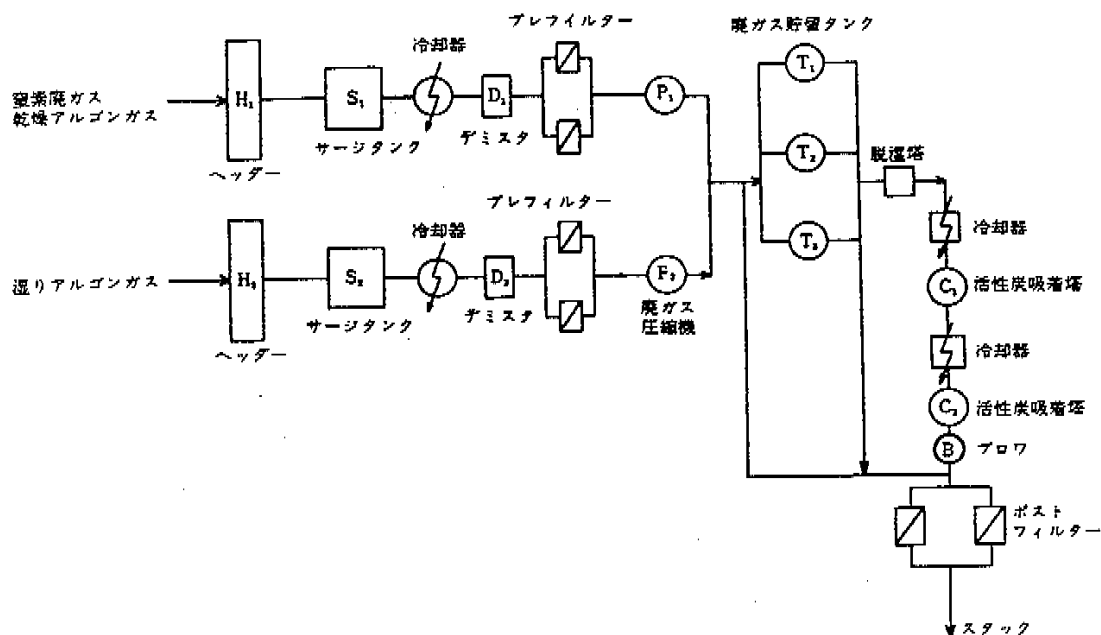 プレフイルター
冷却器
廃ガス貯留タンク
窒素廃ガス
乾燥アルゴンガス
H₁
S₁
D₁
P₁
T₁
デミスタ
サージタンク
ヘッダー
T₂
脱湿塔
プレフィルター
冷却器
T₃
冷却器
湿りアルゴンガス
H₂
S₂
D₂
P₂
C₁
活性炭吸着塔
サージタンク
デミスタ
廃ガス
圧縮機
ヘッダー
冷却器
C₂
活性炭吸着塔
B
ブロワ
ポスト
フィルター
スタック